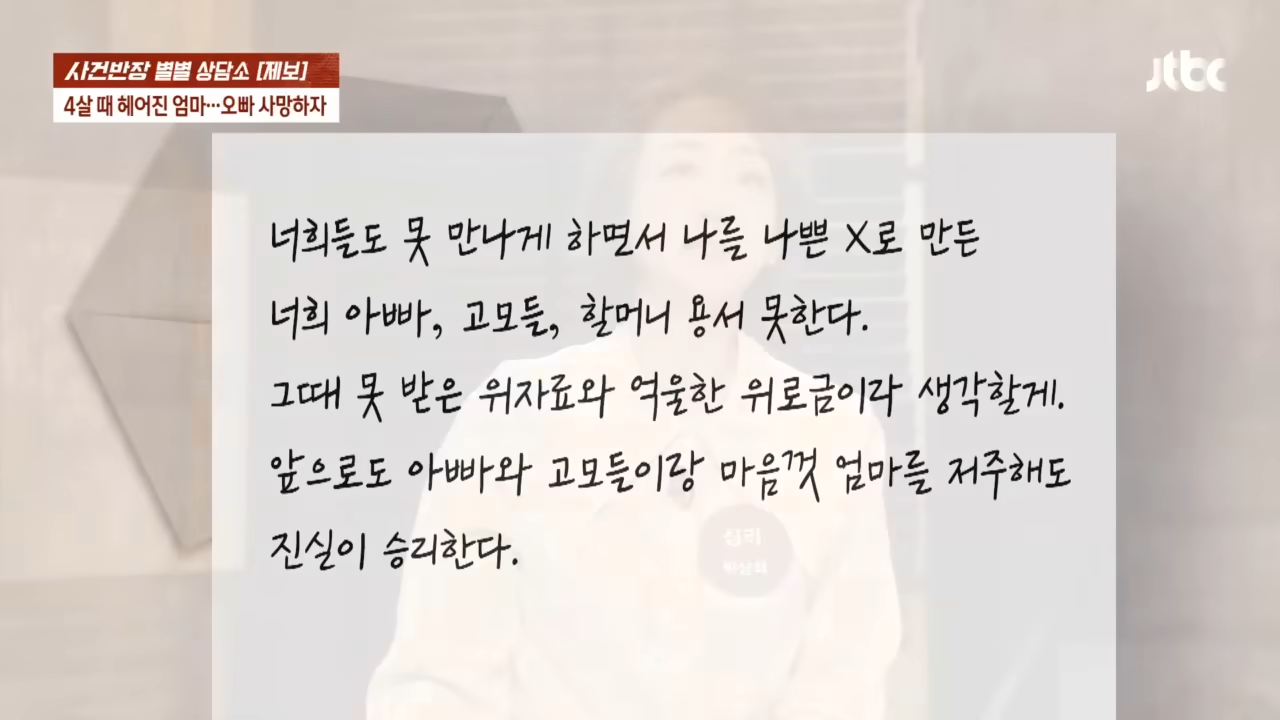 사건반장 별별 상담소 [제보]
jtbc
4살 때 헤어진 엄마…오빠 사망하자
너희들도 못 만나게 하면서 나를 나쁜 X로 만든
너희 아빠, 고모들, 할머니 용서 못한다.
그때 못 받은 위자료와 억울한 위로금이라 생각할게.
앞으로도 아빠와 고모들이랑 마음껏 엄마를 저주해도
진실이 승리한다.
심리